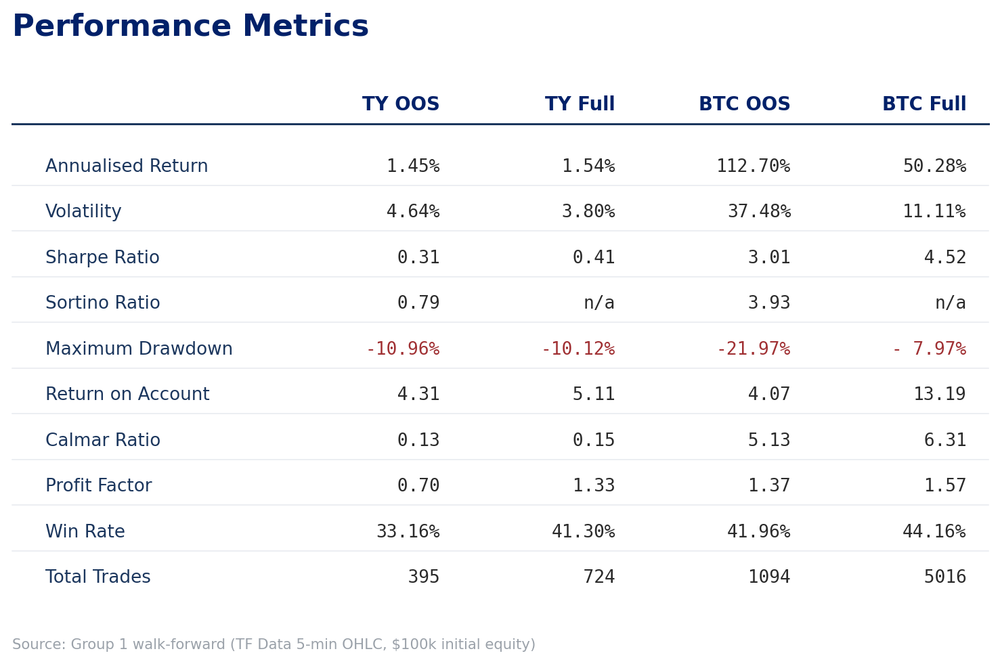 Performance Metrics
TY OOS TY Full BTC OOS BTC Full
Annualised Return 1.45% 1.54% 112.70% 50.28%
Volatility 4.64% 3.80% 37.48% 11.11%
Sharpe Ratio 0.31 0.41 3.01 4.52
Sortino Ratio 0.79 n/a 3.93 n/a
Maximum Drawdown -10.96% -10.12% -21.97% - 7.97%
Return on Account 4.31 5.11 4.07 13.19
Calmar Ratio 0.13 0.15 5.13 6.31
Profit Factor 0.70 1.33 1.37 1.57
Win Rate 33.16% 41.30% 41.96% 44.16%
Total Trades 395 724 1094 5016
Source: Group 1 walk-forward (TF Data 5-min OHLC, $100k initial equity)